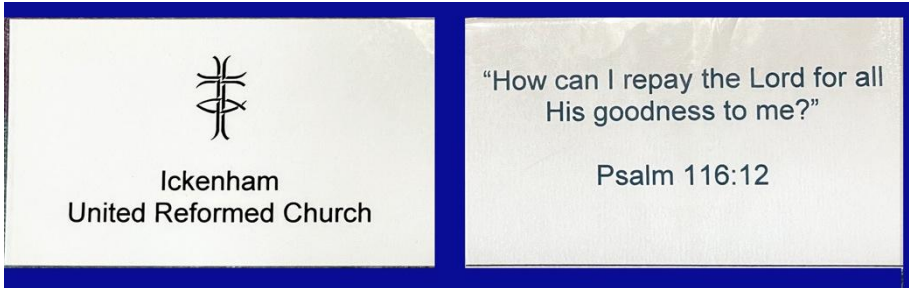 Ickenham
United Reformed Church
“How can I repay the Lord for all
His goodness to me?”
Psalm 116:12